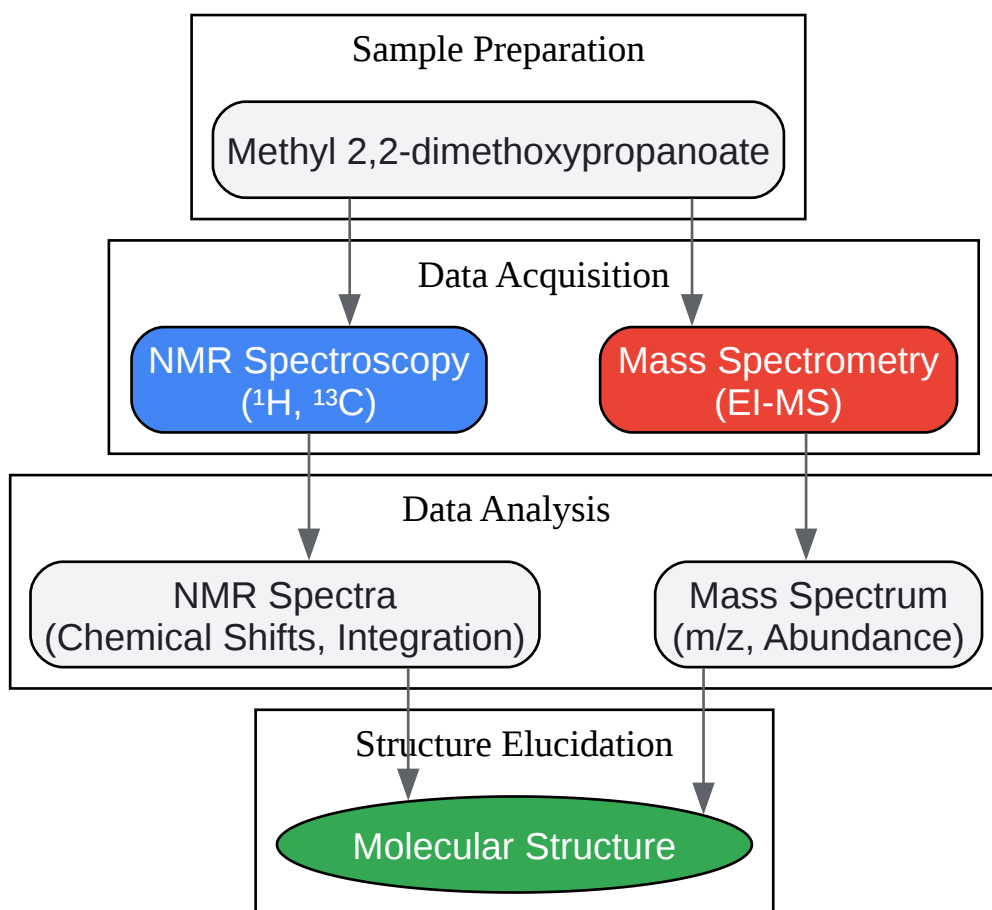 Sample Preparation
Methyl 2,2-dimethoxypropanoate
Data Acquisition
NMR Spectroscopy
(¹H, ¹³C)
Mass Spectrometry
(EI-MS)
Data Analysis
NMR Spectra
(Chemical Shifts, Integration)
Mass Spectrum
(m/z, Abundance)
Structure Elucidation
Molecular Structure